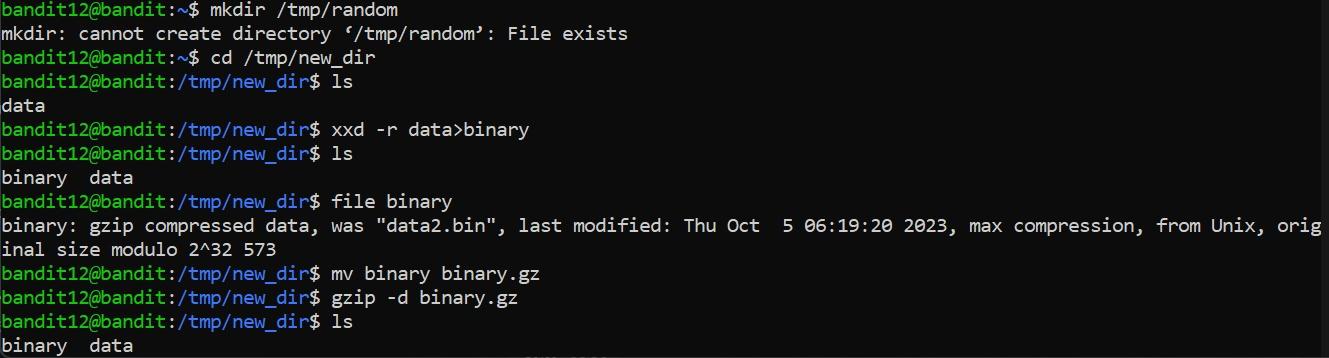 bandit12@bandit:~$ mkdir /tmp/random
mkdir: cannot create directory ‘/tmp/random’: File exists
bandit12@bandit:~$ cd /tmp/new_dir
bandit12@bandit:/tmp/new_dir$ ls
data
bandit12@bandit:/tmp/new_dir$ xxd -r data>binary
bandit12@bandit:/tmp/new_dir$ ls
binary  data
bandit12@bandit:/tmp/new_dir$ file binary
binary: gzip compressed data, was "data2.bin", last modified: Thu Oct  5 06:19:20 2023, max compression, from Unix, orig
inal size modulo 2^32 573
bandit12@bandit:/tmp/new_dir$ mv binary binary.gz
bandit12@bandit:/tmp/new_dir$ gzip -d binary.gz
bandit12@bandit:/tmp/new_dir$ ls
binary  data